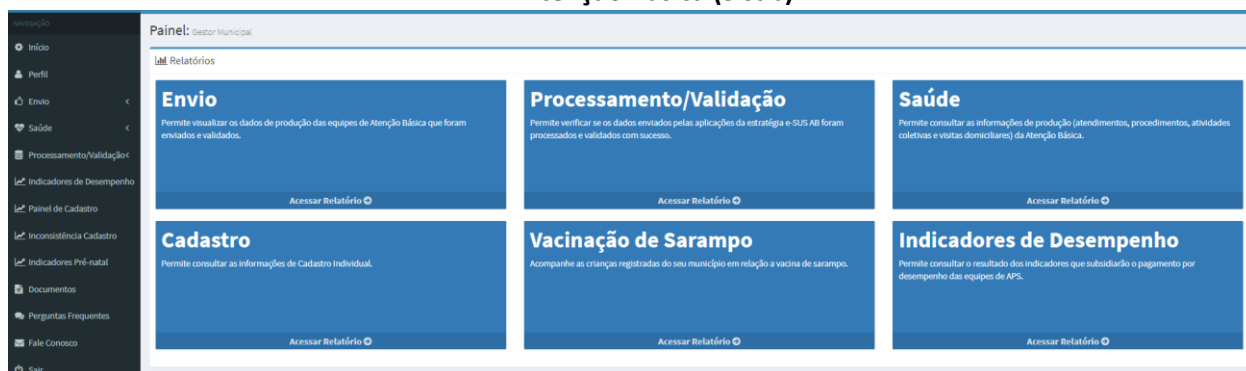 NAVEGAÇÃO
Início
Perfil
Envio
Saúde
Processamento/Validação
Indicadores de Desempenho
Painel de Cadastro
Inconsistência Cadastro
Indicadores Pré-natal
Documentos
Perguntas Frequentes
Fale Conosco
Sair
Painel: Gestor Municipal
Relatórios
Envio
Permite visualizar os dados de produção das equipes de Atenção Básica que foram
enviados e validados.
Acessar Relatório
Processamento/Validação
Permite verificar se os dados enviados pelas aplicações da estratégia e-SUS AB foram
processados e validados com sucesso.
Acessar Relatório
Saúde
Permite consultar as informações de produção (atendimentos, procedimentos, atividades
coletivas e visitas domiciliares) da Atenção Básica.
Acessar Relatório
Cadastro
Permite consultar as informações de Cadastro Individual.
Acessar Relatório
Vacinação de Sarampo
Acompanhe as crianças registradas do seu município em relação a vacina de sarampo.
Acessar Relatório
Indicadores de Desempenho
Permite consultar o resultado dos indicadores que subsidiarão o pagamento por
desempenho das equipes de APS.
Acessar Relatório